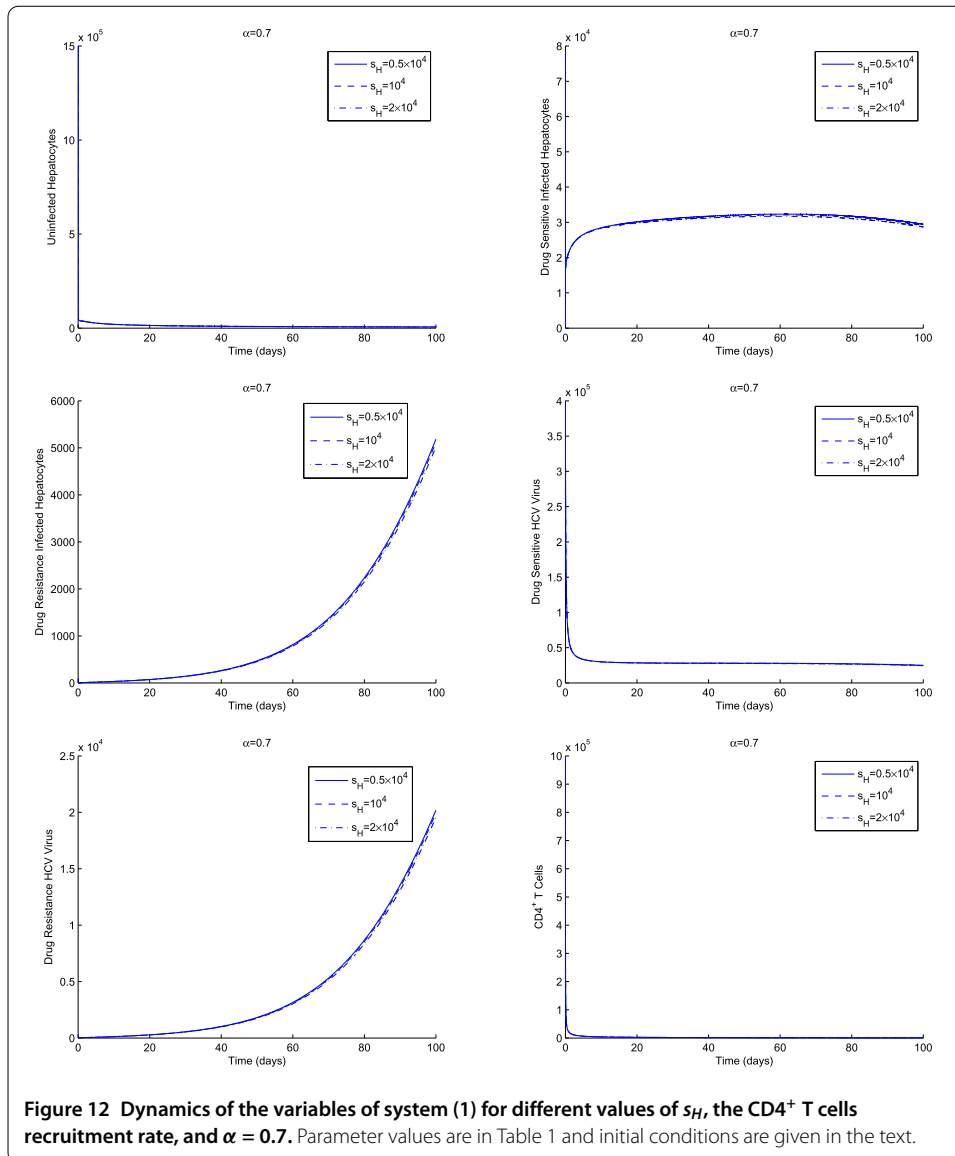 α=0.7
x 10^5
15
10
5
0
Uninfected Hepatocytes
s_H=0.5×10^4
s_H=10^4
s_H=2×10^4
0 20 40 60 80 100
Time (days)
α=0.7
x 10^4
8
7
6
5
4
3
2
1
0
Drug Sensitive Infected Hepatocytes
s_H=0.5×10^4
s_H=10^4
s_H=2×10^4
0 20 40 60 80 100
Time (days)
α=0.7
6000
5000
4000
3000
2000
1000
0
Drug Resistance Infected Hepatocytes
s_H=0.5×10^4
s_H=10^4
s_H=2×10^4
0 20 40 60 80 100
Time (days)
α=0.7
x 10^5
4
3.5
3
2.5
2
1.5
1
0.5
0
Drug Sensitive HCV Virus
s_H=0.5×10^4
s_H=10^4
s_H=2×10^4
0 20 40 60 80 100
Time (days)
α=0.7
x 10^4
2.5
2
1.5
1
0.5
0
Drug Resistance HCV Virus
s_H=0.5×10^4
s_H=10^4
s_H=2×10^4
0 20 40 60 80 100
Time (days)
α=0.7
x 10^5
10
9
8
7
6
5
4
3
2
1
0
CD4^+ T Cells
s_H=0.5×10^4
s_H=10^4
s_H=2×10^4
0 20 40 60 80 100
Time (days)
Figure 12 Dynamics of the variables of system (1) for different values of s_H, the CD4^+ T cells
recruitment rate, and α = 0.7. Parameter values are in Table 1 and initial conditions are given in the text.